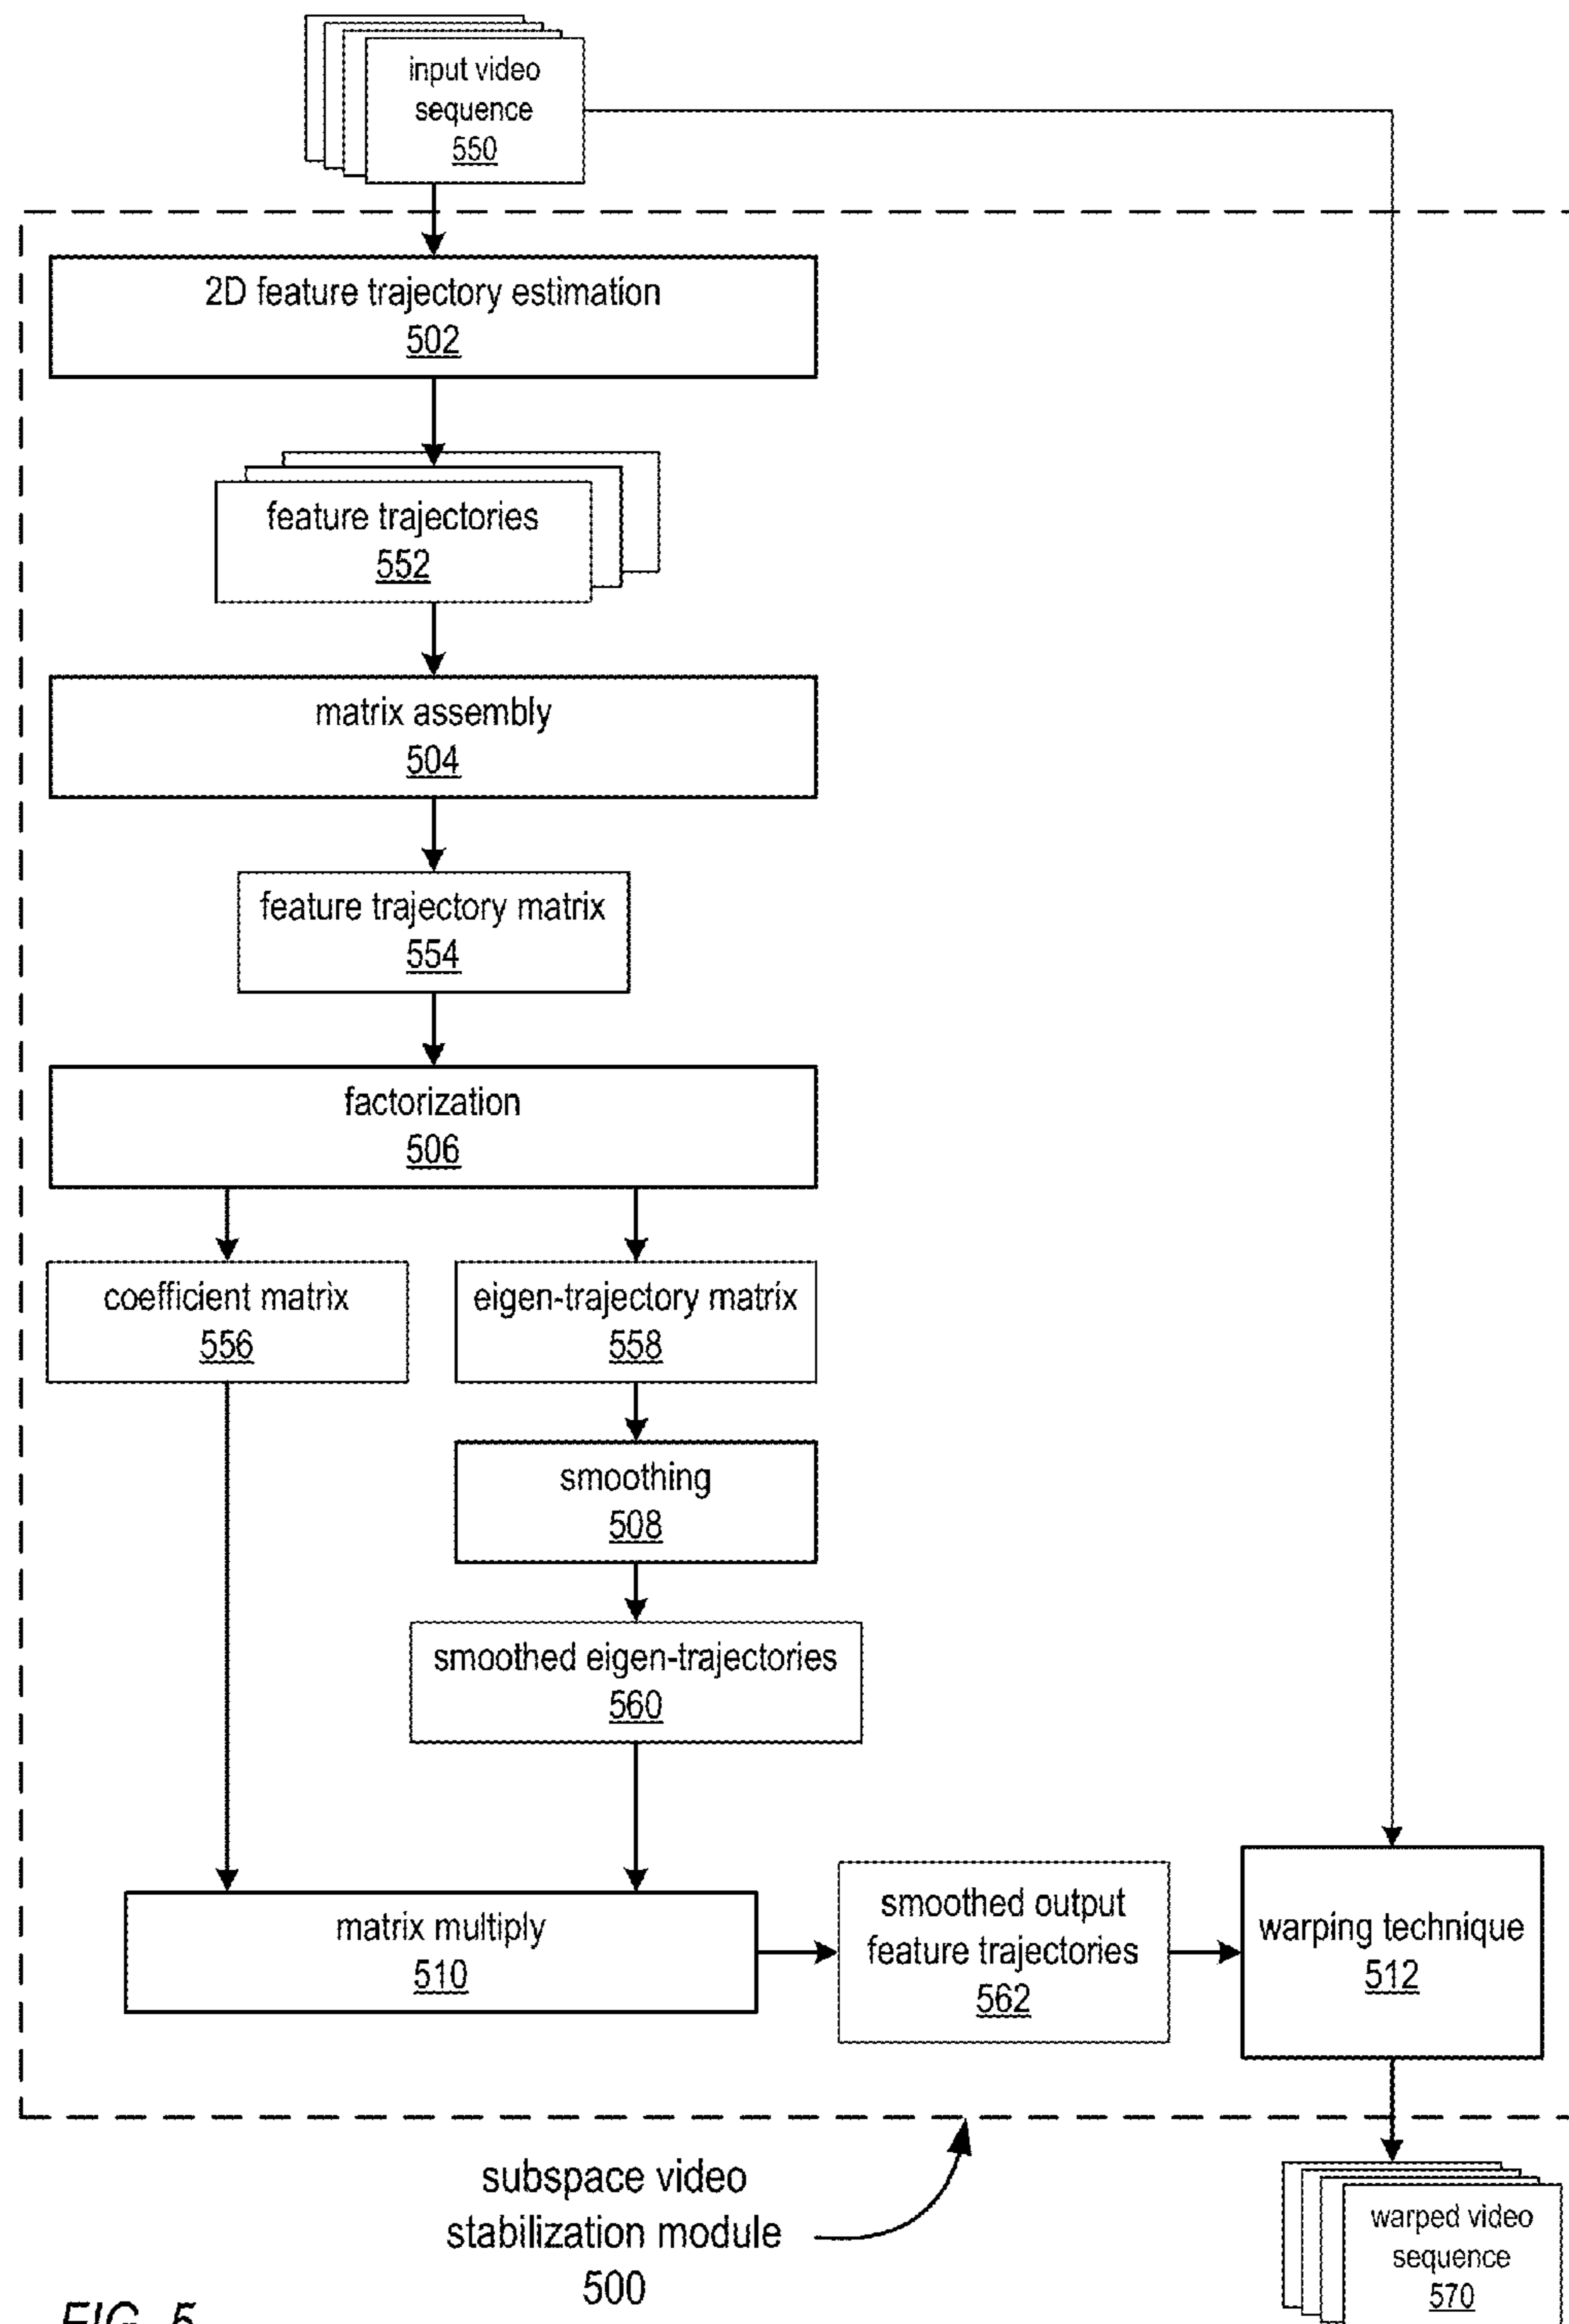 input video
sequence
550
2D feature trajectory estimation
502
feature trajectories
552
matrix assembly
504
feature trajectory matrix
554
factorization
506
coefficient matrix
556
eigen-trajectory matrix
558
smoothing
508
smoothed eigen-trajectories
560
matrix multiply
510
smoothed output
feature trajectories
562
warping technique
512
subspace video
stabilization module
500
warped video
sequence
570
FIG. 5